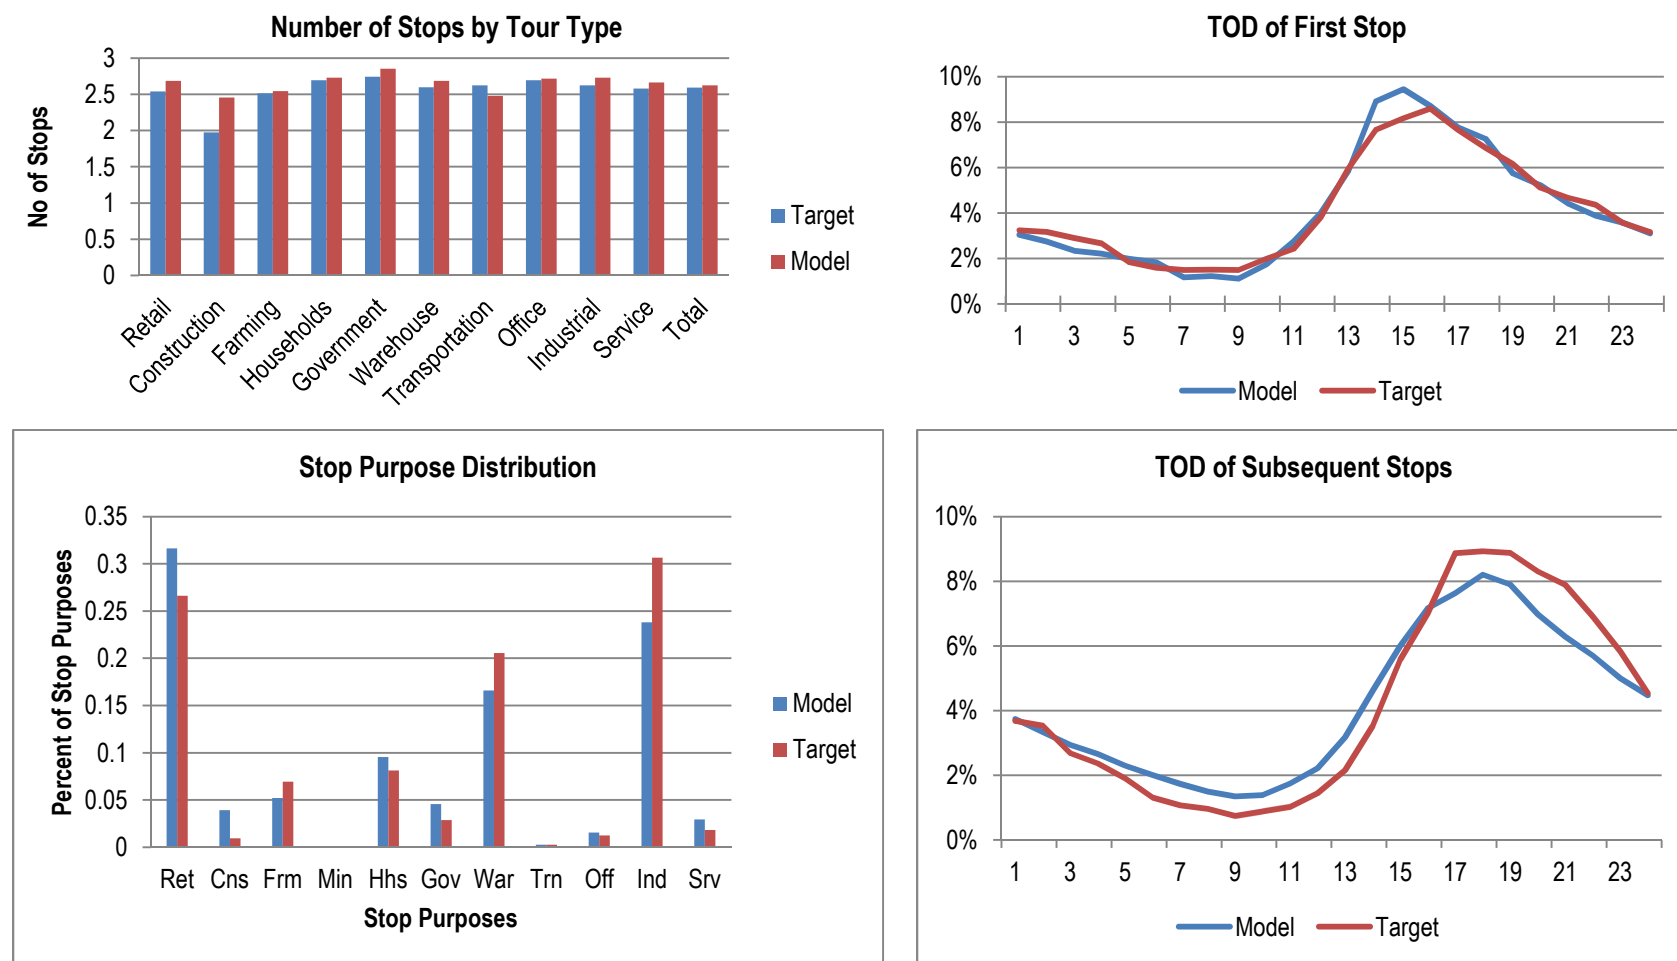 Number of Stops by Tour Type
No of Stops
3
2.5
2
1.5
1
0.5
0
Retail
Construction
Farming
Households
Government
Warehouse
Transportation
Office
Industrial
Service
Total
Target
Model
TOD of First Stop
10%
8%
6%
4%
2%
0%
1 3 5 7 9 11 13 15 17 19 21 23
Model Target
Stop Purpose Distribution
Percent of Stop Purposes
0.35
0.3
0.25
0.2
0.15
0.1
0.05
0
Ret Cns Frm Min Hhs Gov War Trn Off Ind Srv
Stop Purposes
Model
Target
TOD of Subsequent Stops
10%
8%
6%
4%
2%
0%
1 3 5 7 9 11 13 15 17 19 21 23
Model Target